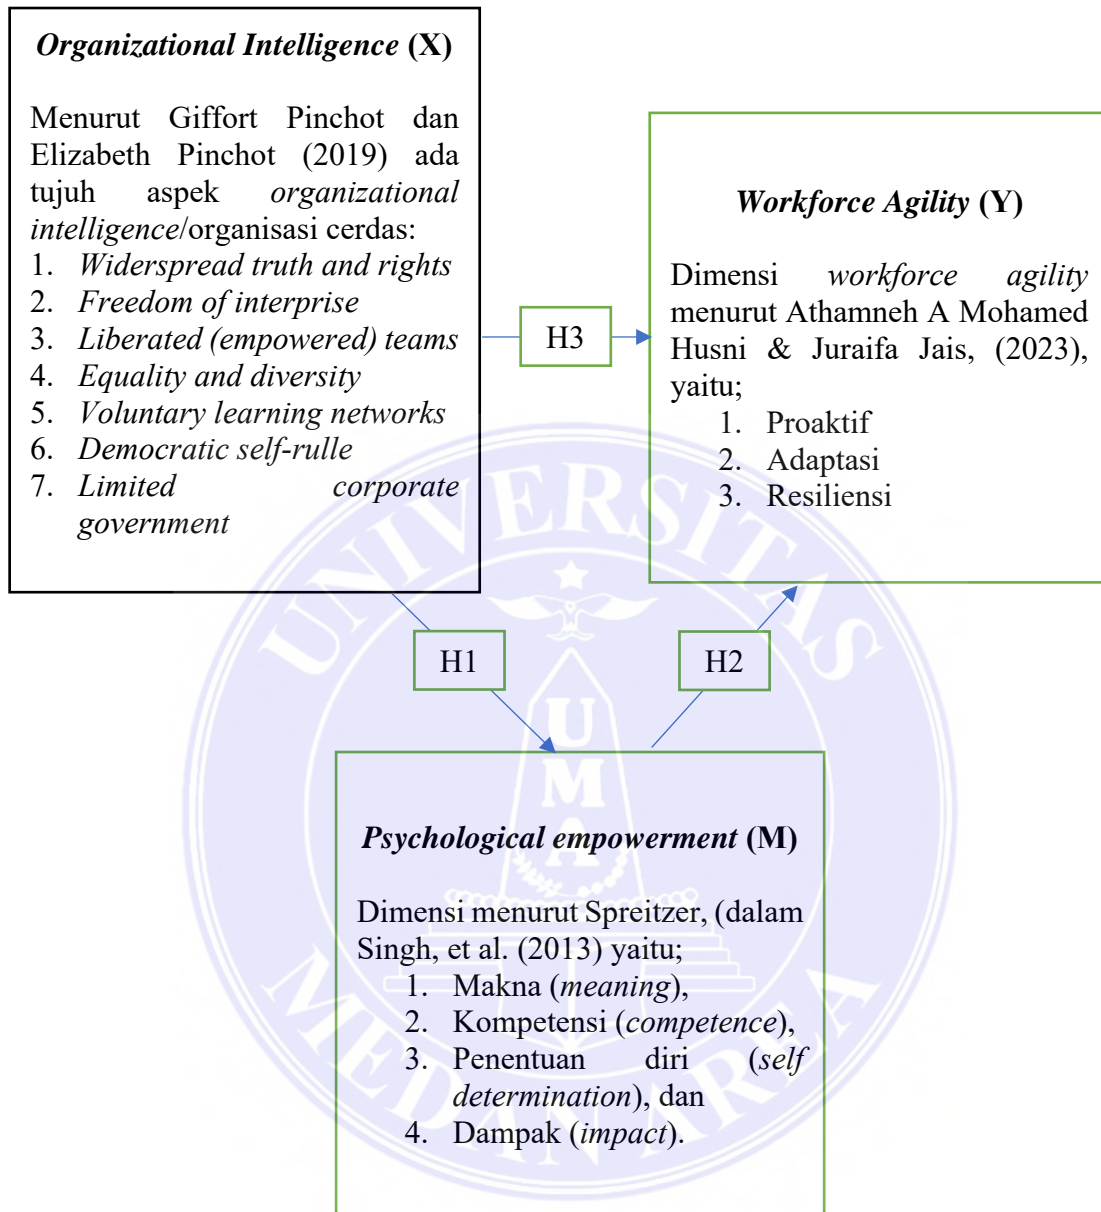 Organizational Intelligence (X)
Menurut Giffort Pinchot dan
Elizabeth Pinchot (2019) ada
tujuh aspek organizational
intelligence/organisasi cerdas:
1. Widerspread truth and rights
2. Freedom of interprise
3. Liberated (empowered) teams
4. Equality and diversity
5. Voluntary learning networks
6. Democratic self-rulle
7. Limited corporate
government
H3
Workforce Agility (Y)
Dimensi workforce agility
menurut Athamneh A Mohamed
Husni & Juraifa Jais, (2023),
yaitu;
1. Proaktif
2. Adaptasi
3. Resiliensi
H1
H2
Psychological empowerment (M)
Dimensi menurut Spreitzer, (dalam
Singh, et al. (2013) yaitu;
1. Makna (meaning),
2. Kompetensi (competence),
3. Penentuan diri (self
determination), dan
4. Dampak (impact).
UNIVERSITAS
UMA
MEDAN AREA